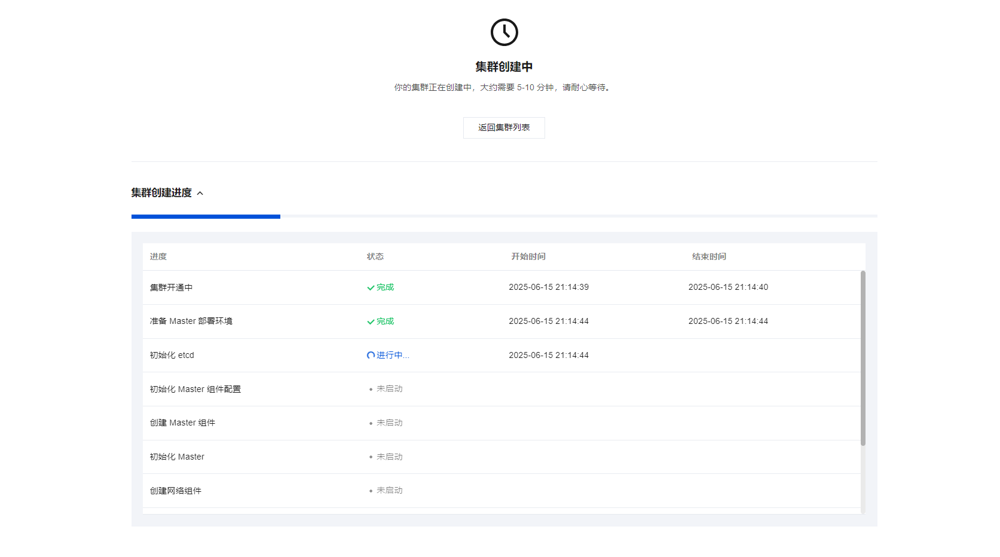 集群创建中
你的集群正在创建中，大约需要 5-10 分钟，请耐心等待。
返回集群列表
集群创建进度
进度 状态 开始时间 结束时间
集群开通中 完成 2025-06-15 21:14:39 2025-06-15 21:14:40
准备 Master 部署环境 完成 2025-06-15 21:14:44 2025-06-15 21:14:44
初始化 etcd 进行中... 2025-06-15 21:14:44
初始化 Master 组件配置 未启动
创建 Master 组件 未启动
初始化 Master 未启动
创建网络组件 未启动